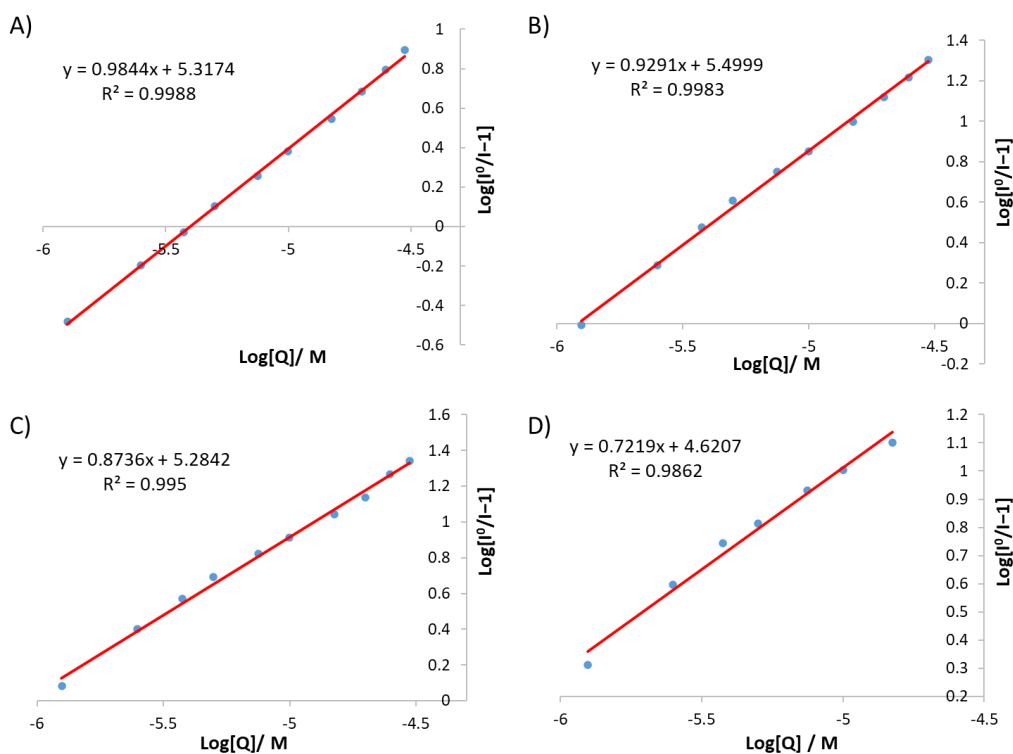 A)
y = 0.9844x + 5.3174
R² = 0.9988
1
0.8
0.6
0.4
0.2
0
-0.2
-0.4
-0.6
-6
-5.5
-5
-4.5
Log[I⁰/I–1]
Log[Q]/ M
B)
y = 0.9291x + 5.4999
R² = 0.9983
1.4
1.2
1
0.8
0.6
0.4
0.2
0
-0.2
-6
-5.5
-5
-4.5
Log[I⁰/I–1]
Log[Q]/ M
C)
y = 0.8736x + 5.2842
R² = 0.995
1.6
1.4
1.2
1
0.8
0.6
0.4
0.2
0
-6
-5.5
-5
-4.5
Log[I⁰/I–1]
Log[Q]/ M
D)
y = 0.7219x + 4.6207
R² = 0.9862
1.2
1.1
1
0.9
0.8
0.7
0.6
0.5
0.4
0.3
0.2
-6
-5.5
-5
-4.5
Log[I⁰/I–1]
Log[Q]/ M